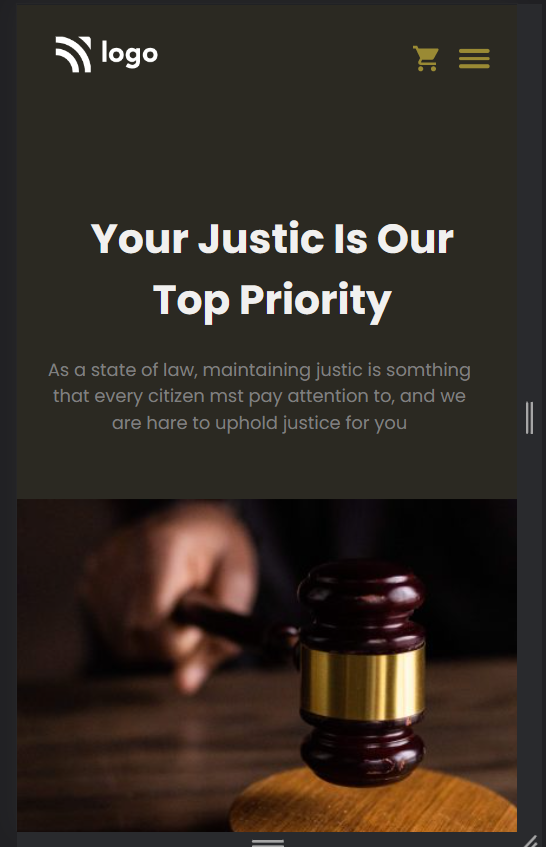 logo
Your Justic Is Our
Top Priority
As a state of law, maintaining justic is somthing
that every citizen mst pay attention to, and we
are hare to uphold justice for you